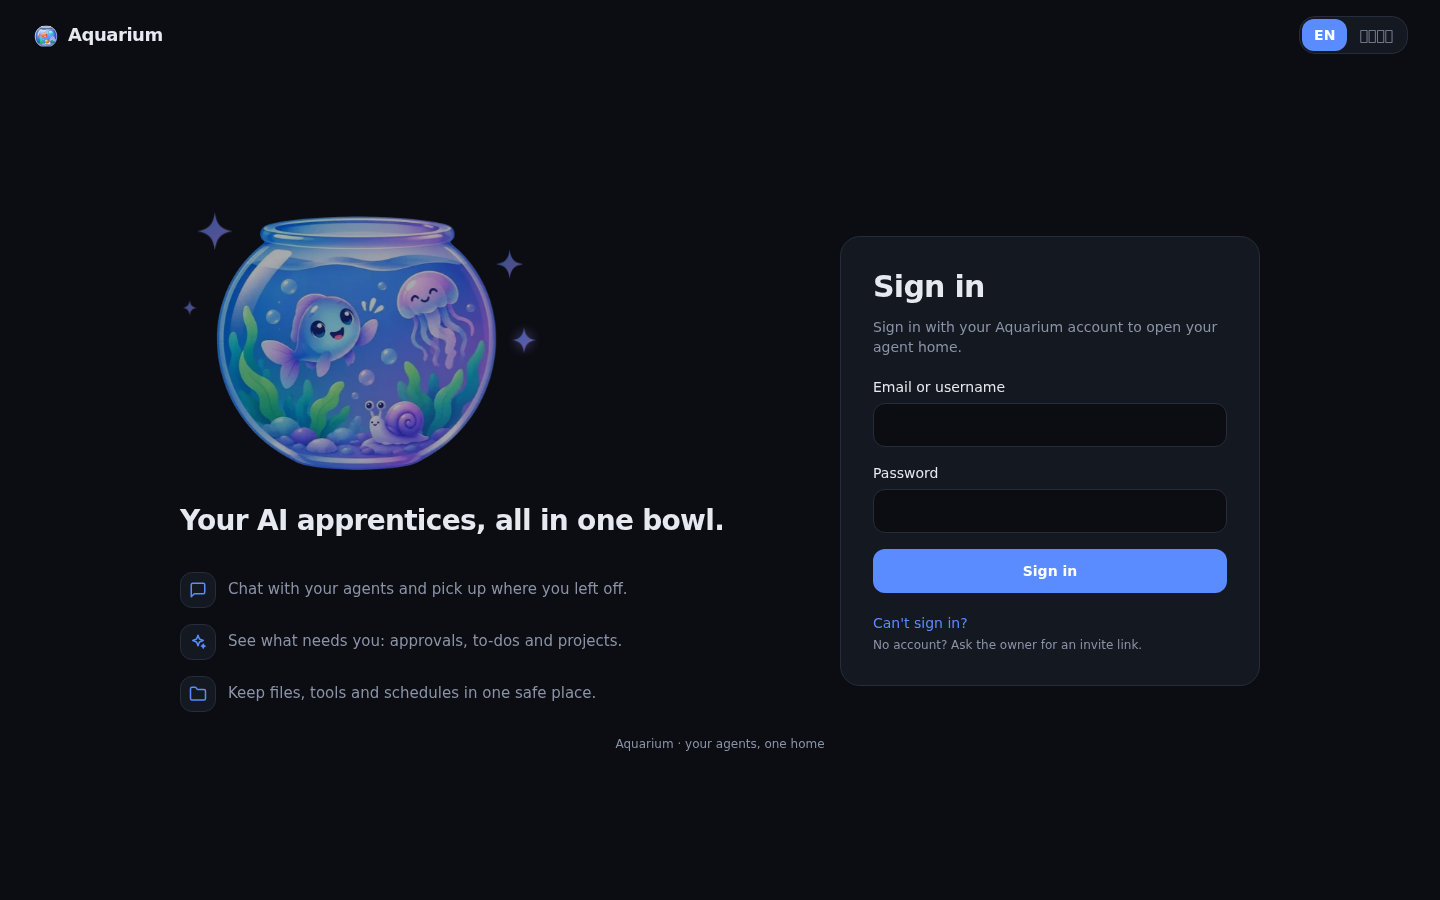 Aquarium
EN
Your AI apprentices, all in one bowl.
Chat with your agents and pick up where you left off.
See what needs you: approvals, to-dos and projects.
Keep files, tools and schedules in one safe place.
Sign in
Sign in with your Aquarium account to open your
agent home.
Email or username
Password
Sign in
Can't sign in?
No account? Ask the owner for an invite link.
Aquarium · your agents, one home